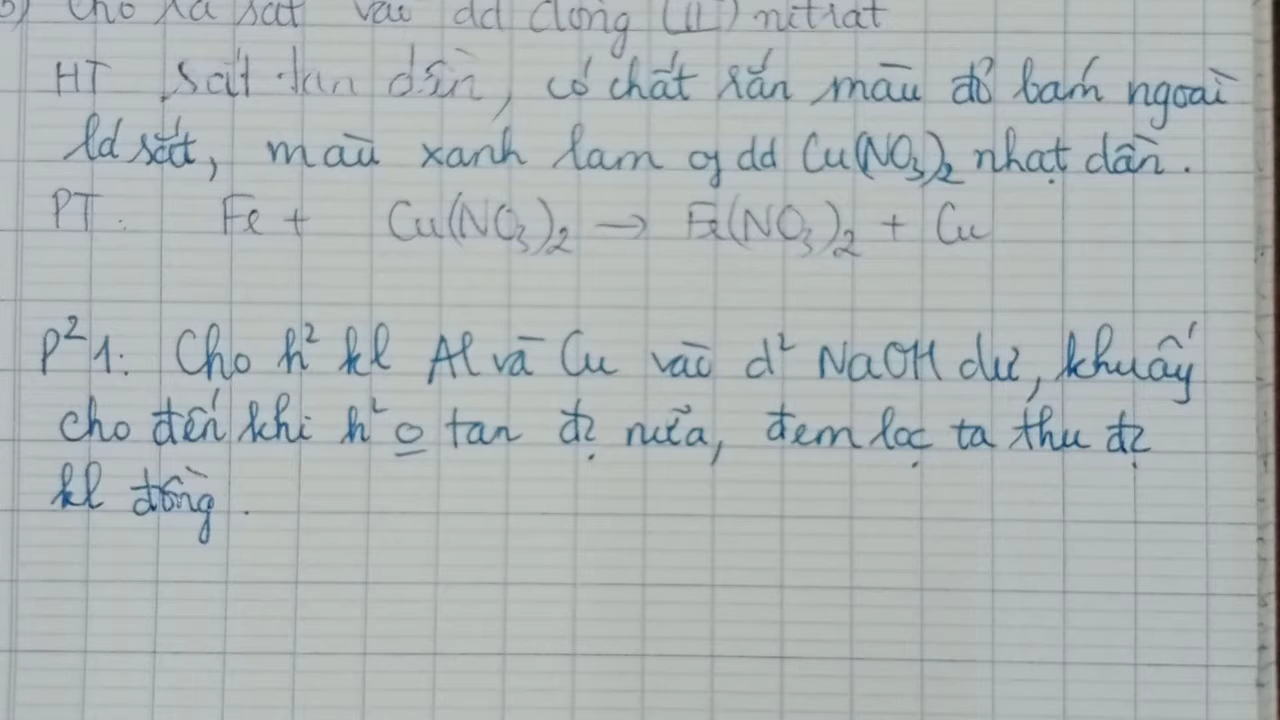 ) Cho lá sắt vào dd đồng (II) nitrat
HT sắt tan dần, có chất rắn màu đỏ bám ngoài
lá sắt, màu xanh lam of dd Cu(NO₃)₂ nhạt dần.
PT. Fe + Cu(NO₃)₂ → Fe(NO₃)₂ + Cu
P²1: Cho h² kl Al và Cu vào d² NaOH dư, khuấy
cho đến khi h² o tan đc nữa, đem lọc ta thu đc
kl đồng.